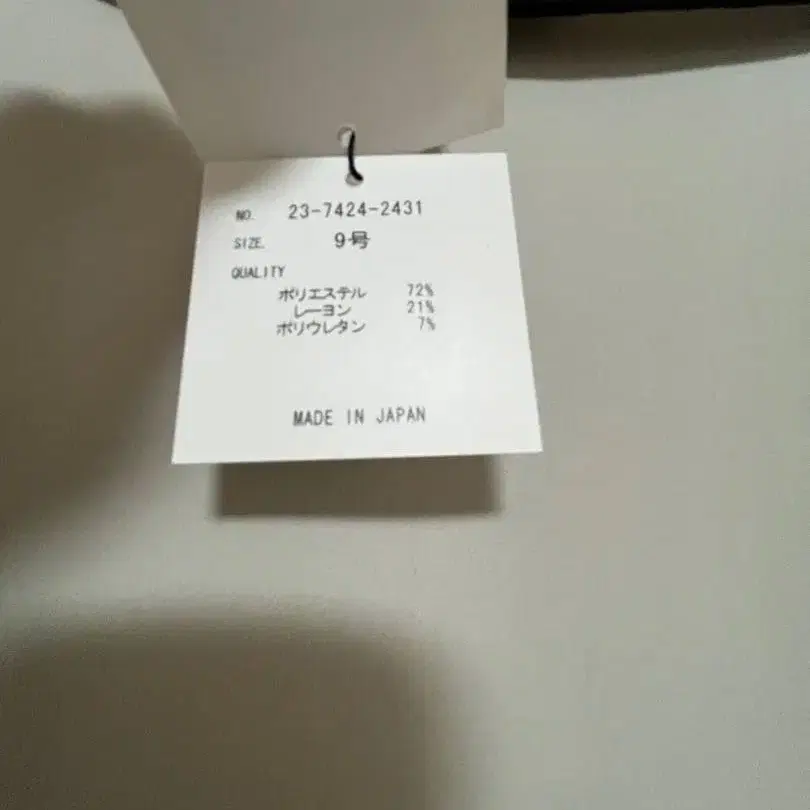 NO. 23-7424-2431
SIZE. 9号
QUALITY
ポリエステル 72%
レーヨン 21%
ポリウレタン 7%
MADE IN JAPAN